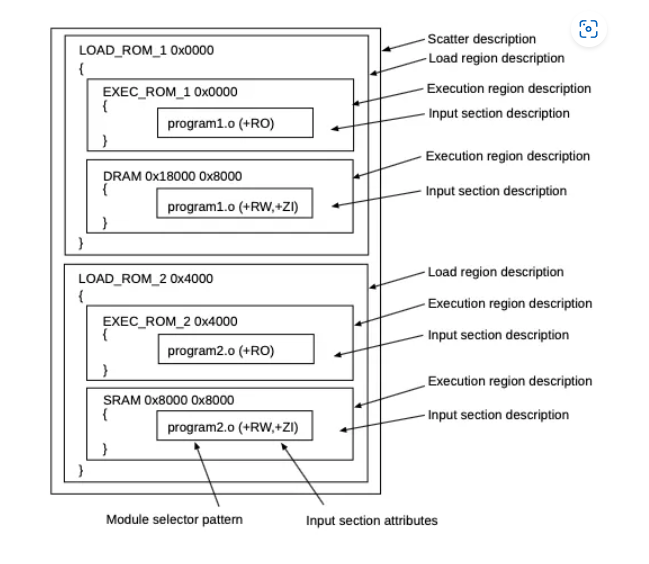 Scatter description
LOAD_ROM_1 0x0000
Load region description
{
EXEC_ROM_1 0x0000
Execution region description
{
program1.o (+RO)
Input section description
}
DRAM 0x18000 0x8000
Execution region description
{
program1.o (+RW,+ZI)
Input section description
}
}
LOAD_ROM_2 0x4000
Load region description
{
EXEC_ROM_2 0x4000
Execution region description
{
program2.o (+RO)
Input section description
}
SRAM 0x8000 0x8000
Execution region description
{
program2.o (+RW,+ZI)
Input section description
}
}
Module selector pattern
Input section attributes